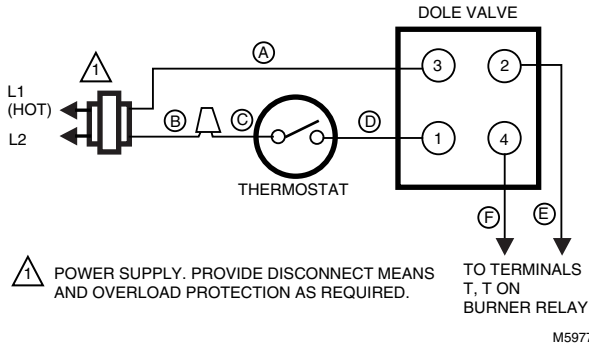 DOLE VALVE
A
3
2
1
L1
(HOT)
L2
B
C
D
1
4
THERMOSTAT
F
E
1
POWER SUPPLY. PROVIDE DISCONNECT MEANS
AND OVERLOAD PROTECTION AS REQUIRED.
TO TERMINALS
T, T ON
BURNER RELAY
M5977